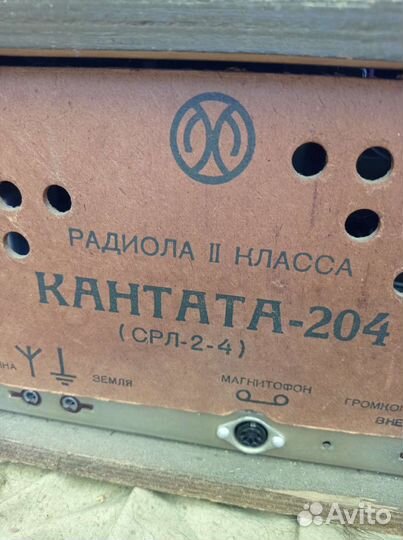 РАДИОЛА II КЛАССА
КАНТАТА-204
(СРЛ-2-4)
ЗЕМЛЯ
МАГНИТОФОН
Avito